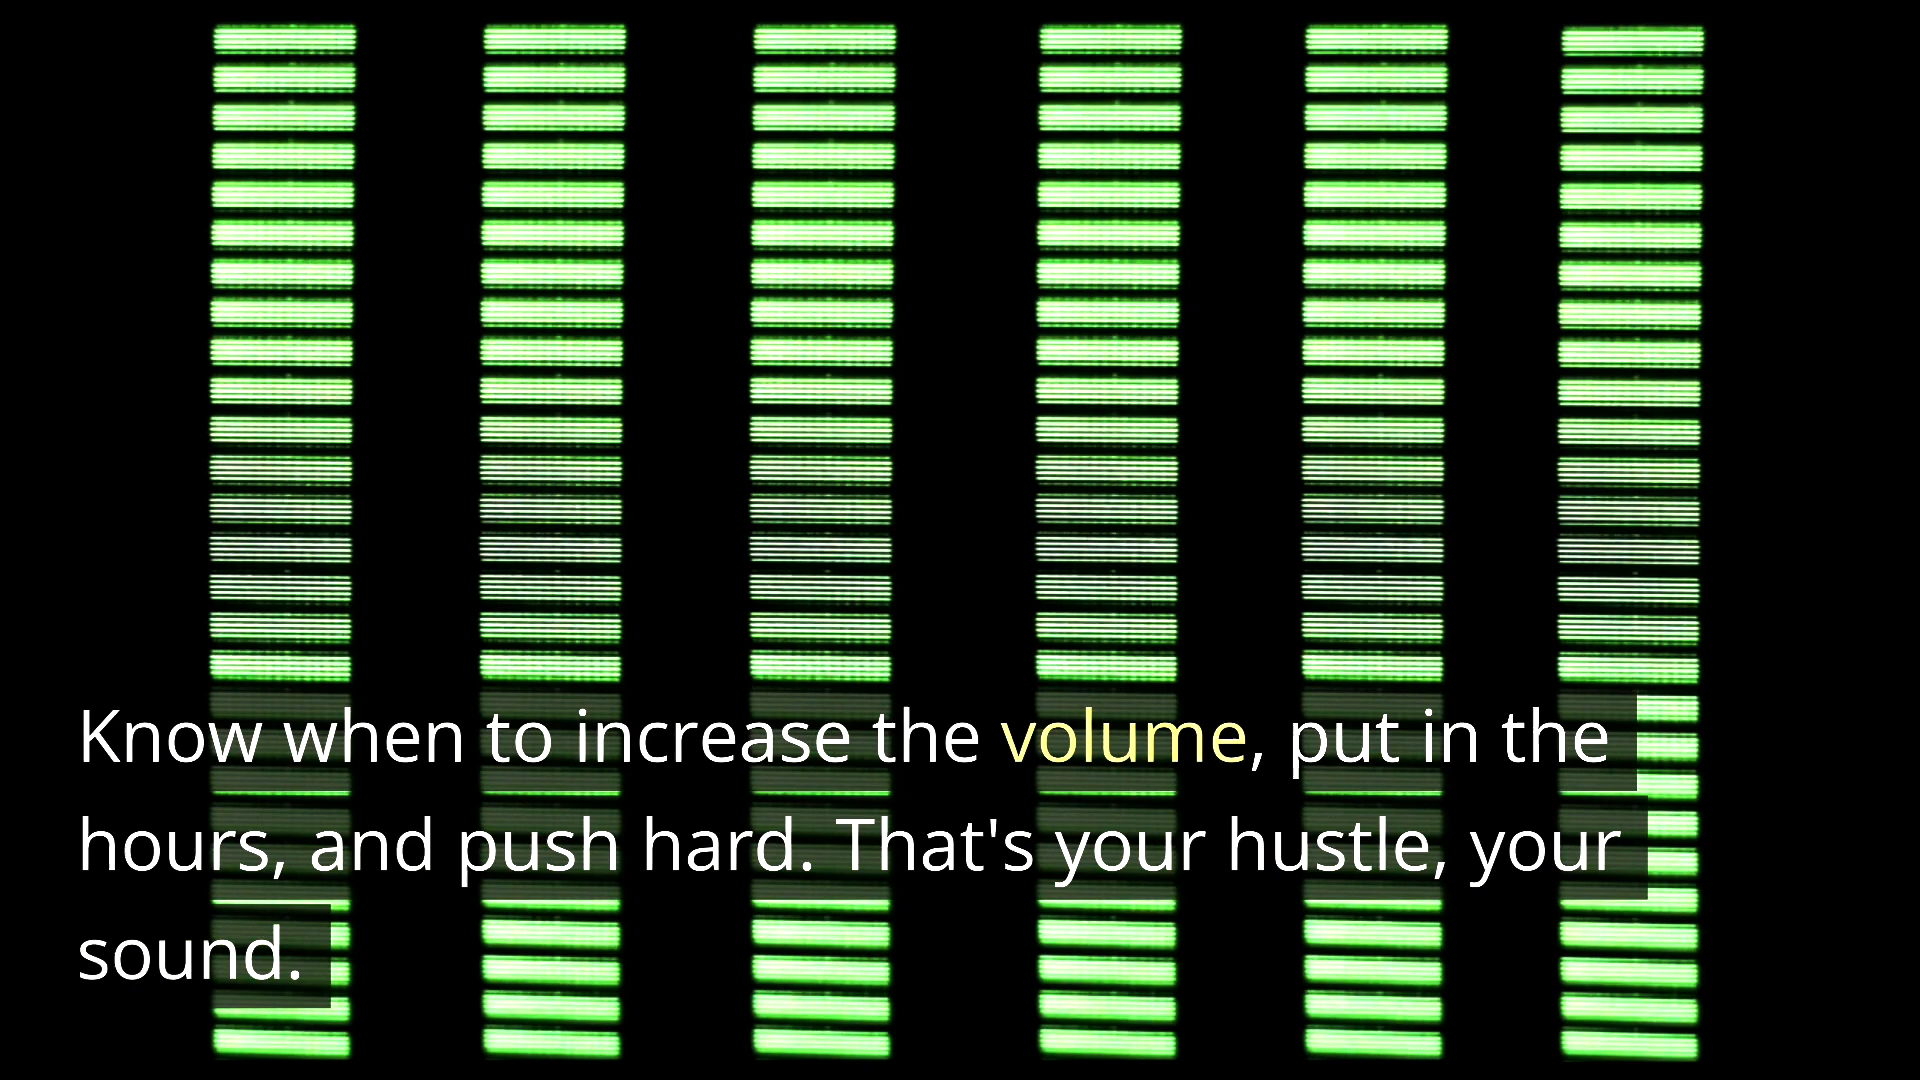 Know when to increase the volume, put in the
hours, and push hard. That's your hustle, your
sound.